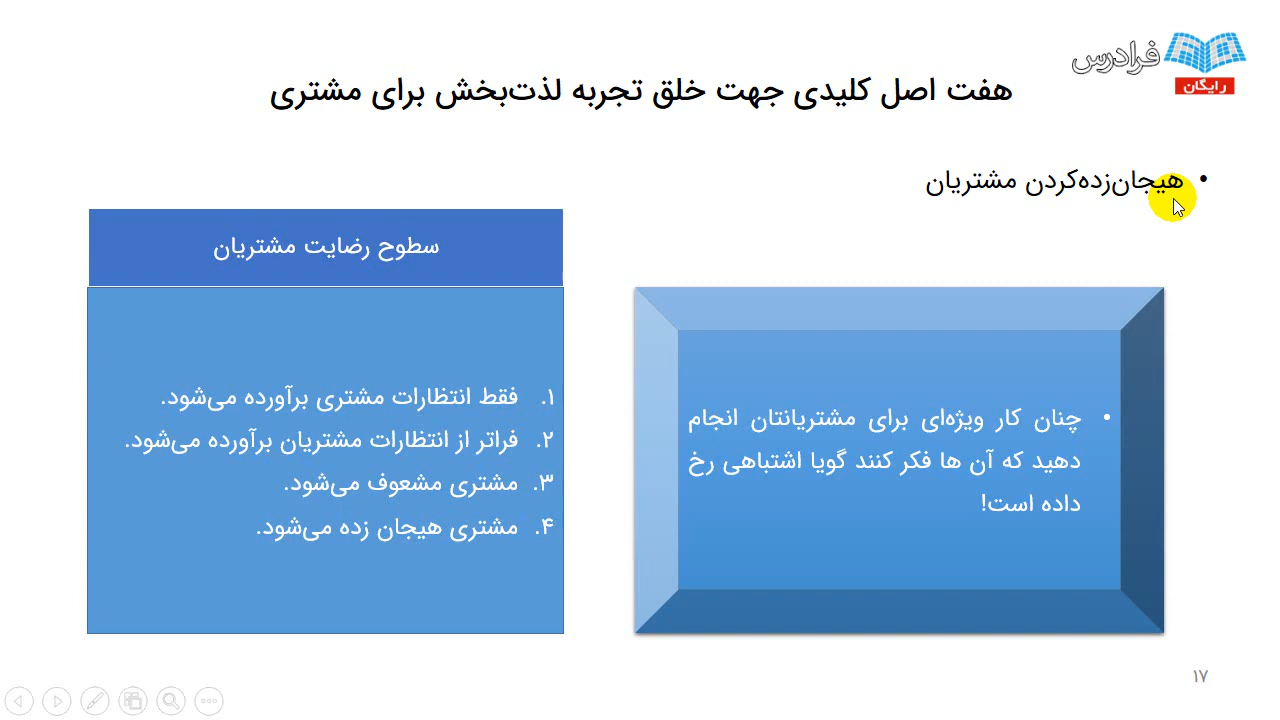 فرادرس
رایگان
هفت اصل کلیدی جهت خلق تجربه لذت‌بخش برای مشتری
• هیجان‌زده‌کردن مشتریان
• چنان کار ویژه‌ای برای مشتریانتان انجام
دهید که آن ها فکر کنند گویا اشتباهی رخ
داده است!
سطوح رضایت مشتریان
۱. فقط انتظارات مشتری برآورده می‌شود.
۲. فراتر از انتظارات مشتریان برآورده می‌شود.
۳. مشتری مشعوف می‌شود.
۴. مشتری هیجان زده می‌شود.
۱۷